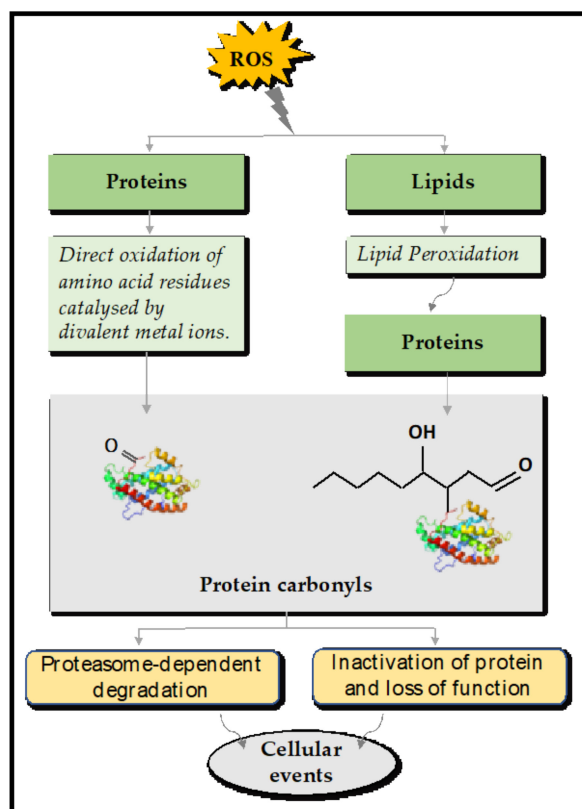 ROS
Proteins
Lipids
Direct oxidation of
amino acid residues
catalysed by
divalent metal ions.
Lipid Peroxidation
Proteins
O
OH
O
Protein carbonyls
Proteasome-dependent
degradation
Inactivation of protein
and loss of function
Cellular
events